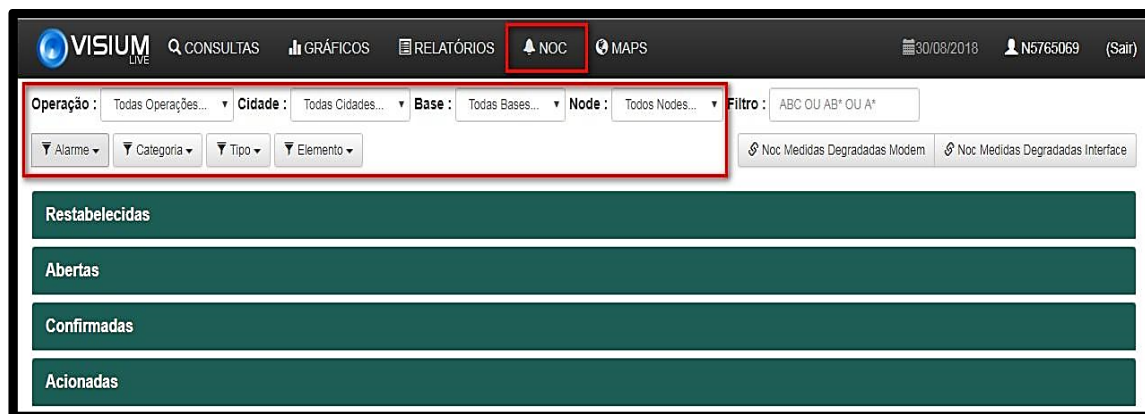 VISIUM LIVE CONSULTAS GRÁFICOS RELATÓRIOS NOC MAPS 30/08/2018 N5765069 (Sair)
Operação : Todas Operações... Cidade : Todas Cidades... Base : Todas Bases... Node : Todos Nodes... Filtro : ABC OU AB* OU A*
Alarme Categoria Tipo Elemento Noc Medidas Degradadas Modem Noc Medidas Degradadas Interface
Restabelecidas
Abertas
Confirmadas
Acionadas